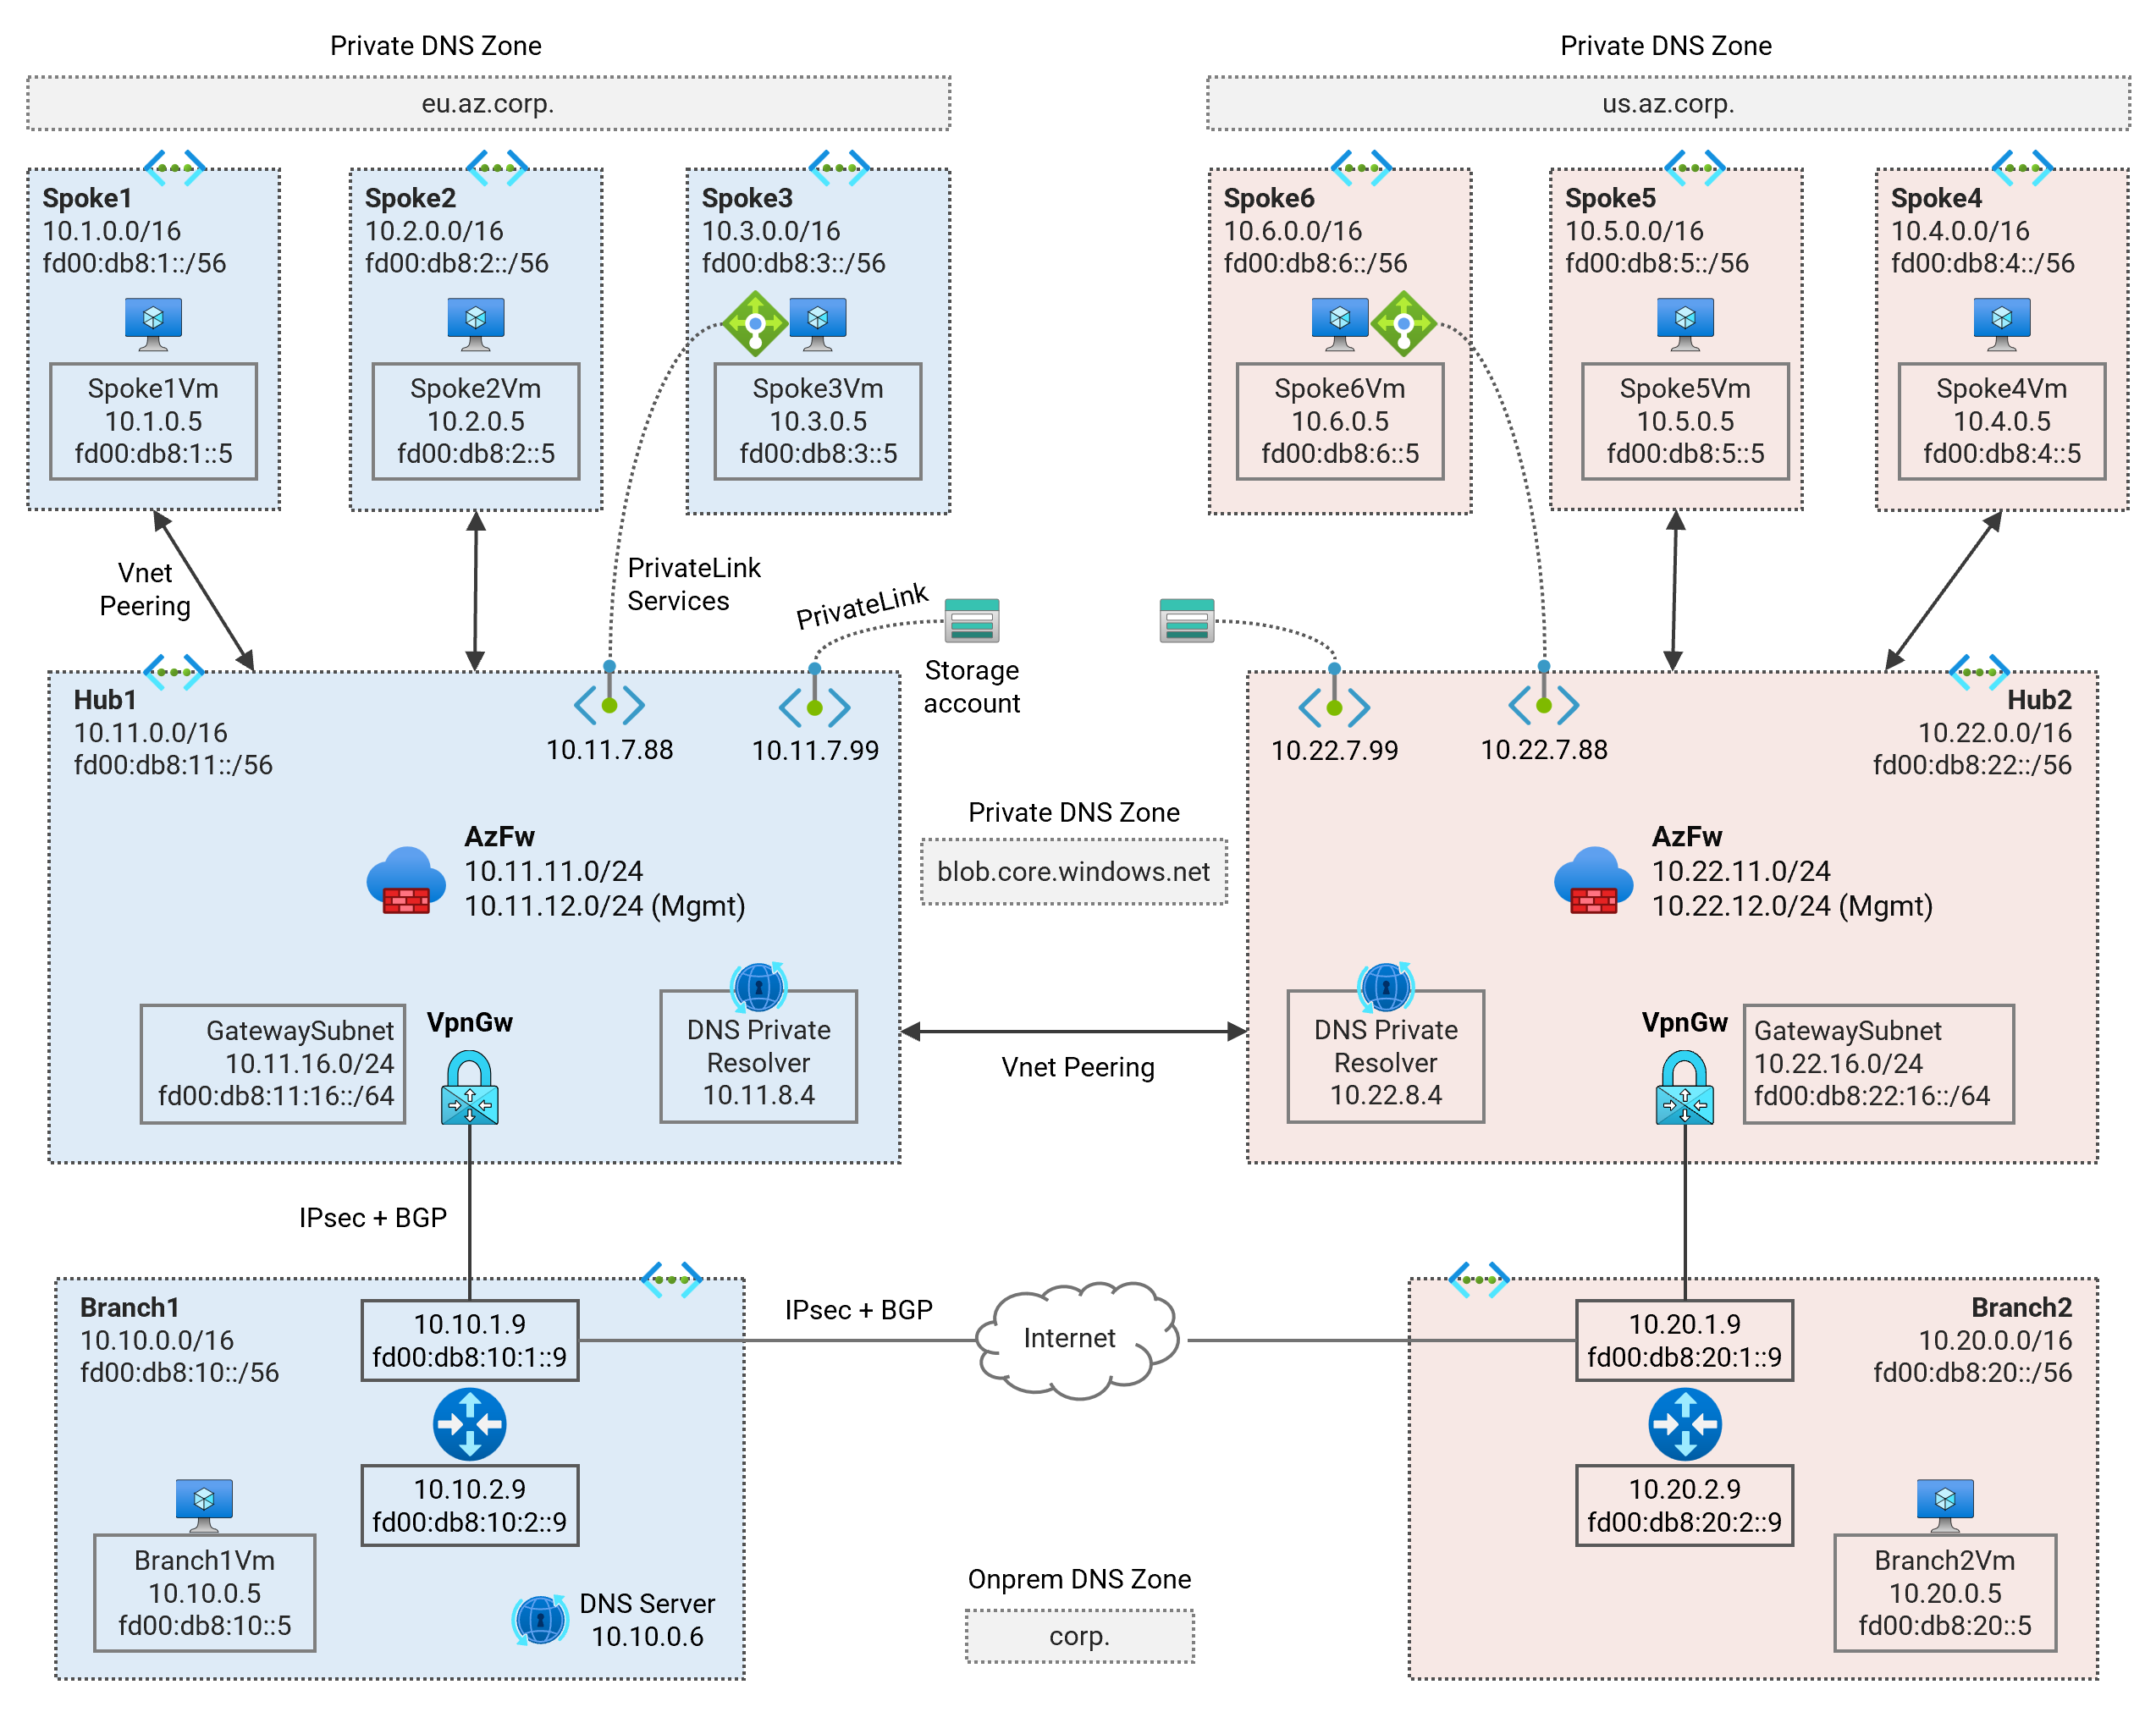 Private DNS Zone
eu.az.corp.
Private DNS Zone
us.az.corp.
Spoke1
10.1.0.0/16
fd00:db8:1::/56
Spoke1Vm
10.1.0.5
fd00:db8:1::5
Spoke2
10.2.0.0/16
fd00:db8:2::/56
Spoke2Vm
10.2.0.5
fd00:db8:2::5
Spoke3
10.3.0.0/16
fd00:db8:3::/56
Spoke3Vm
10.3.0.5
fd00:db8:3::5
Spoke6
10.6.0.0/16
fd00:db8:6::/56
Spoke6Vm
10.6.0.5
fd00:db8:6::5
Spoke5
10.5.0.0/16
fd00:db8:5::/56
Spoke5Vm
10.5.0.5
fd00:db8:5::5
Spoke4
10.4.0.0/16
fd00:db8:4::/56
Spoke4Vm
10.4.0.5
fd00:db8:4::5
Vnet
Peering
PrivateLink
Services
PrivateLink
Storage
account
Hub1
10.11.0.0/16
fd00:db8:11::/56
10.11.7.88
10.11.7.99
AzFw
10.11.11.0/24
10.11.12.0/24 (Mgmt)
GatewaySubnet
10.11.16.0/24
fd00:db8:11:16::/64
VpnGw
DNS Private
Resolver
10.11.8.4
Private DNS Zone
blob.core.windows.net
Vnet Peering
Hub2
10.22.0.0/16
fd00:db8:22::/56
10.22.7.99
10.22.7.88
AzFw
10.22.11.0/24
10.22.12.0/24 (Mgmt)
DNS Private
Resolver
10.22.8.4
VpnGw
GatewaySubnet
10.22.16.0/24
fd00:db8:22:16::/64
IPsec + BGP
Branch1
10.10.0.0/16
fd00:db8:10::/56
10.10.1.9
fd00:db8:10:1::9
10.10.2.9
fd00:db8:10:2::9
Branch1Vm
10.10.0.5
fd00:db8:10::5
DNS Server
10.10.0.6
IPsec + BGP
Internet
Onprem DNS Zone
corp.
Branch2
10.20.0.0/16
fd00:db8:20::/56
10.20.1.9
fd00:db8:20:1::9
10.20.2.9
fd00:db8:20:2::9
Branch2Vm
10.20.0.5
fd00:db8:20::5